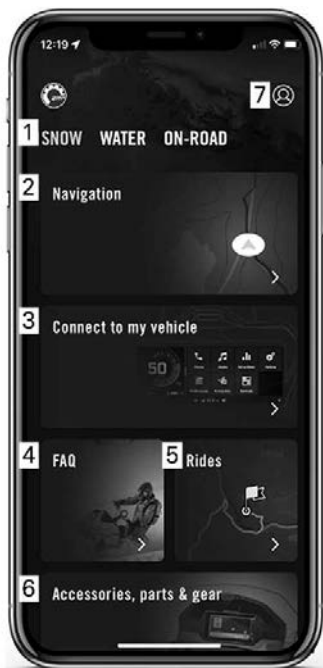 12:19
7
1 SNOW WATER ON-ROAD
2 Navigation
3 Connect to my vehicle
50
4 FAQ
5 Rides
6 Accessories, parts & gear